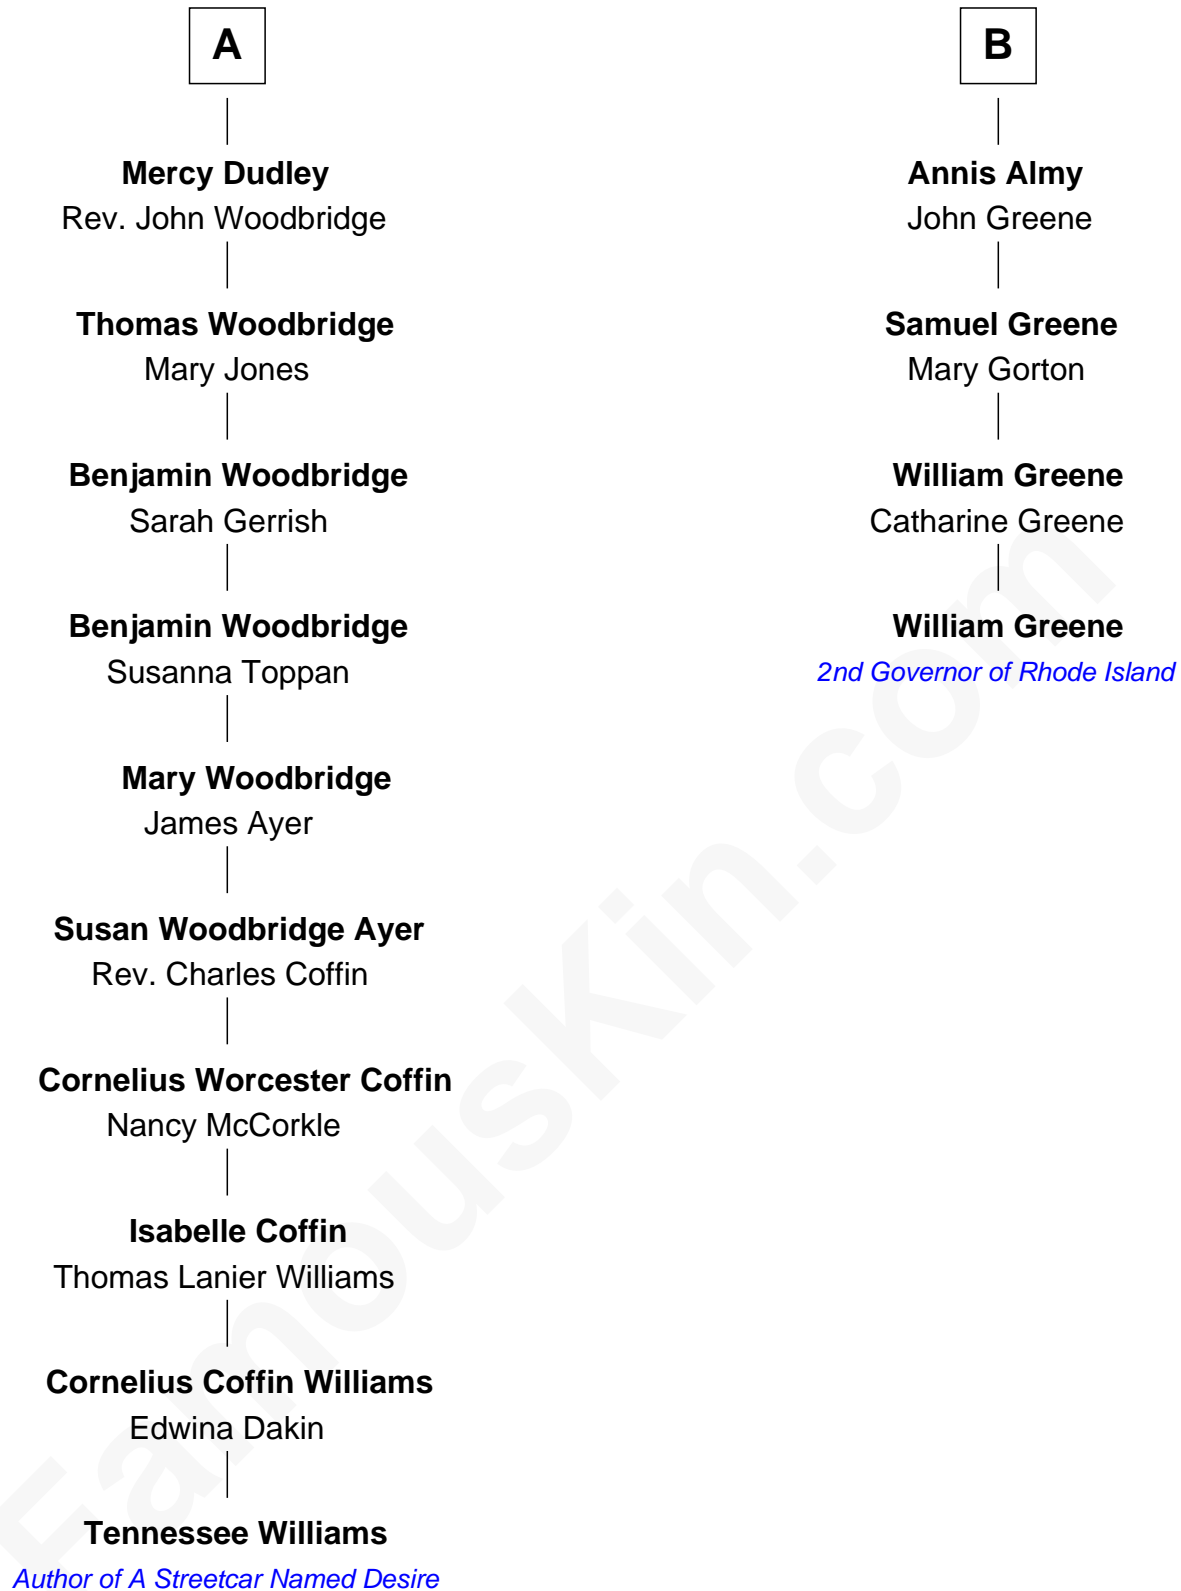 A
Mercy Dudley
Rev. John Woodbridge
Thomas Woodbridge
Mary Jones
Benjamin Woodbridge
Sarah Gerrish
Benjamin Woodbridge
Susanna Toppan
Mary Woodbridge
James Ayer
Susan Woodbridge Ayer
Rev. Charles Coffin
Cornelius Worcester Coffin
Nancy McCorkle
Isabelle Coffin
Thomas Lanier Williams
Cornelius Coffin Williams
Edwina Dakin
Tennessee Williams
Author of A Streetcar Named Desire
B
Annis Almy
John Greene
Samuel Greene
Mary Gorton
William Greene
Catharine Greene
William Greene
2nd Governor of Rhode Island
FamousKin.com